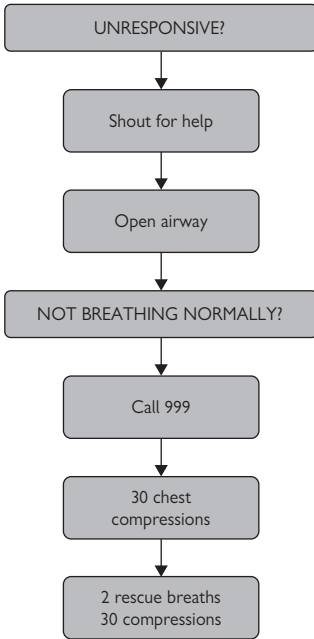 UNRESPONSIVE?
Shout for help
Open airway
NOT BREATHING NORMALLY?
Call 999
30 chest
compressions
2 rescue breaths
30 compressions